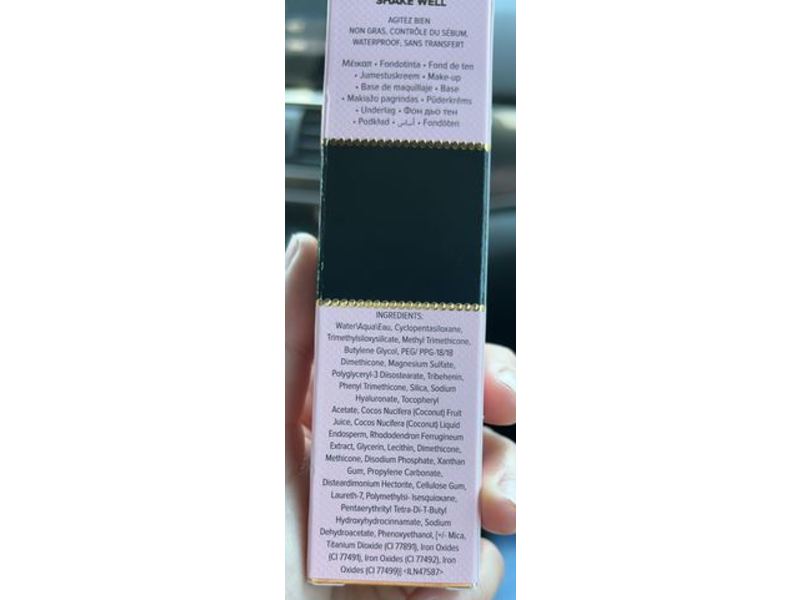 SHAKE WELL
AGITEZ BIEN
NON GRAS, CONTRÔLE DU SÉBUM,
WATERPROOF, SANS TRANSFERT
Μέικαπ • Fondotinta • Fond de ten
• Jumestuskreem • Make-up
• Base de maquillaje • Base
• Makiažo pagrindas • Püderkrēms
• Underlag • Фон дьо тен
• Podkład • أساس • Fondöten
INGREDIENTS:
Water\Aqua\Eau, Cyclopentasiloxane,
Trimethylsiloxysilicate, Methyl Trimethicone,
Butylene Glycol, PEG/ PPG-18/18
Dimethicone, Magnesium Sulfate,
Polyglyceryl-3 Diisostearate, Tribehenin,
Phenyl Trimethicone, Silica, Sodium
Hyaluronate, Tocopheryl
Acetate, Cocos Nucifera (Coconut) Fruit
Juice, Cocos Nucifera (Coconut) Liquid
Endosperm, Rhododendron Ferrugineum
Extract, Glycerin, Lecithin, Dimethicone,
Methicone, Disodium Phosphate, Xanthan
Gum, Propylene Carbonate,
Disteardimonium Hectorite, Cellulose Gum,
Laureth-7, Polymethylsi- lsesquioxane,
Pentaerythrityl Tetra-Di-T-Butyl
Hydroxyhydrocinnamate, Sodium
Dehydroacetate, Phenoxyethanol, [+/- Mica,
Titanium Dioxide (CI 77891), Iron Oxides
(CI 77491), Iron Oxides (CI 77492), Iron
Oxides (CI 77499)] <ILN47587>